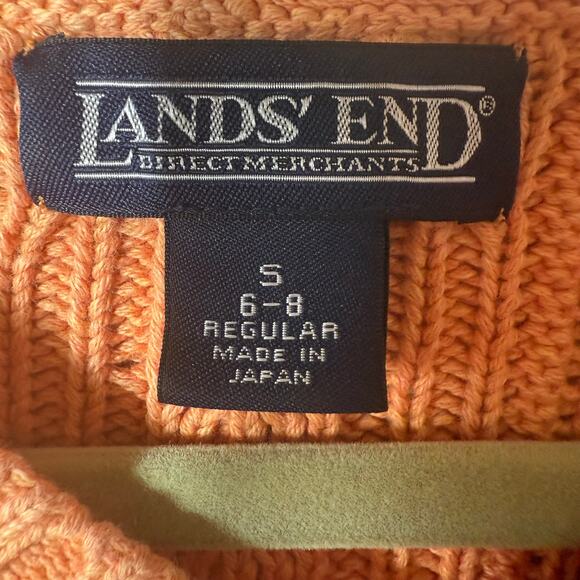 LANDS' END®
DIRECT MERCHANTS
S
6-8
REGULAR
MADE IN
JAPAN